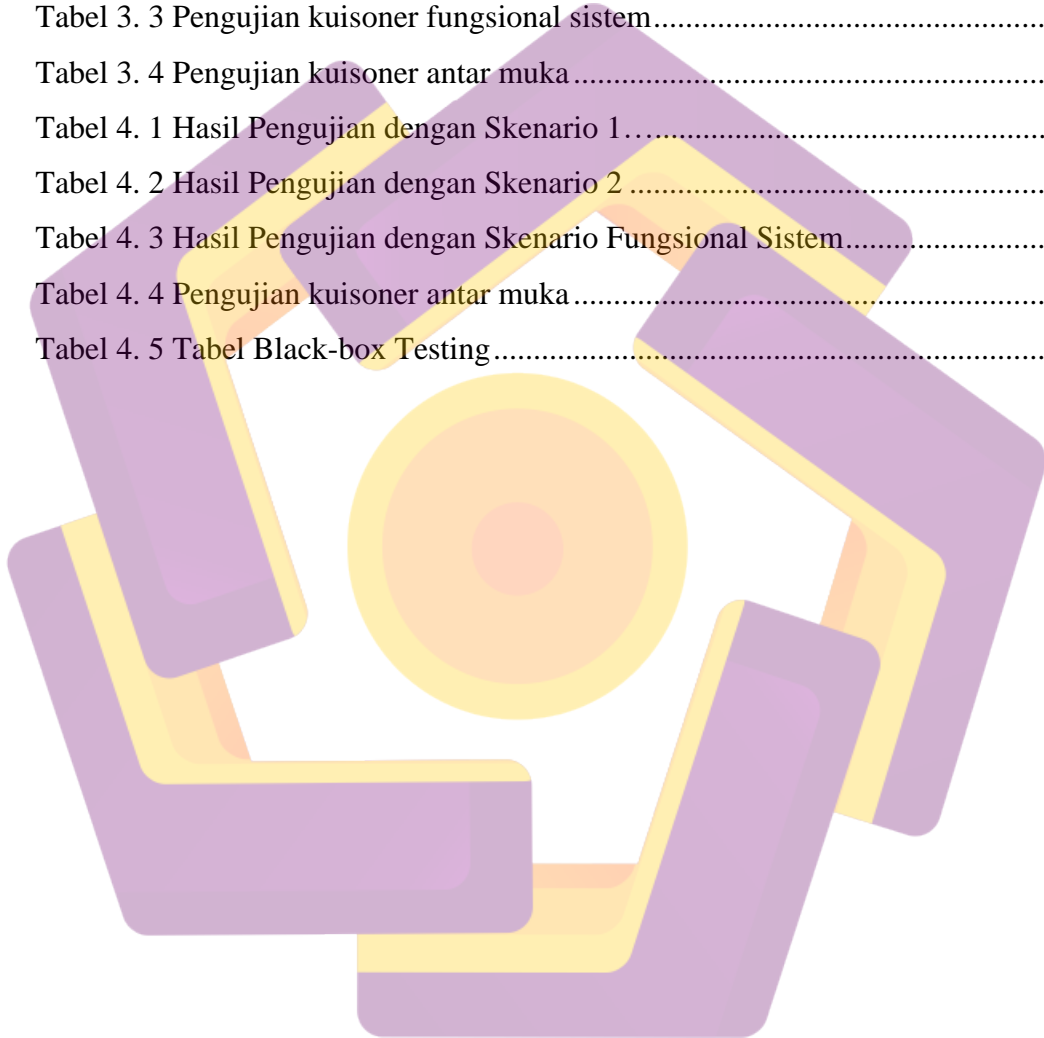 Tabel 3. 3 Pengujian kuisoner fungsional sistem..................................................
Tabel 3. 4 Pengujian kuisoner antar muka............................................................
Tabel 4. 1 Hasil Pengujian dengan Skenario 1….................................................
Tabel 4. 2 Hasil Pengujian dengan Skenario 2 ....................................................
Tabel 4. 3 Hasil Pengujian dengan Skenario Fungsional Sistem.........................
Tabel 4. 4 Pengujian kuisoner antar muka............................................................
Tabel 4. 5 Tabel Black-box Testing......................................................................